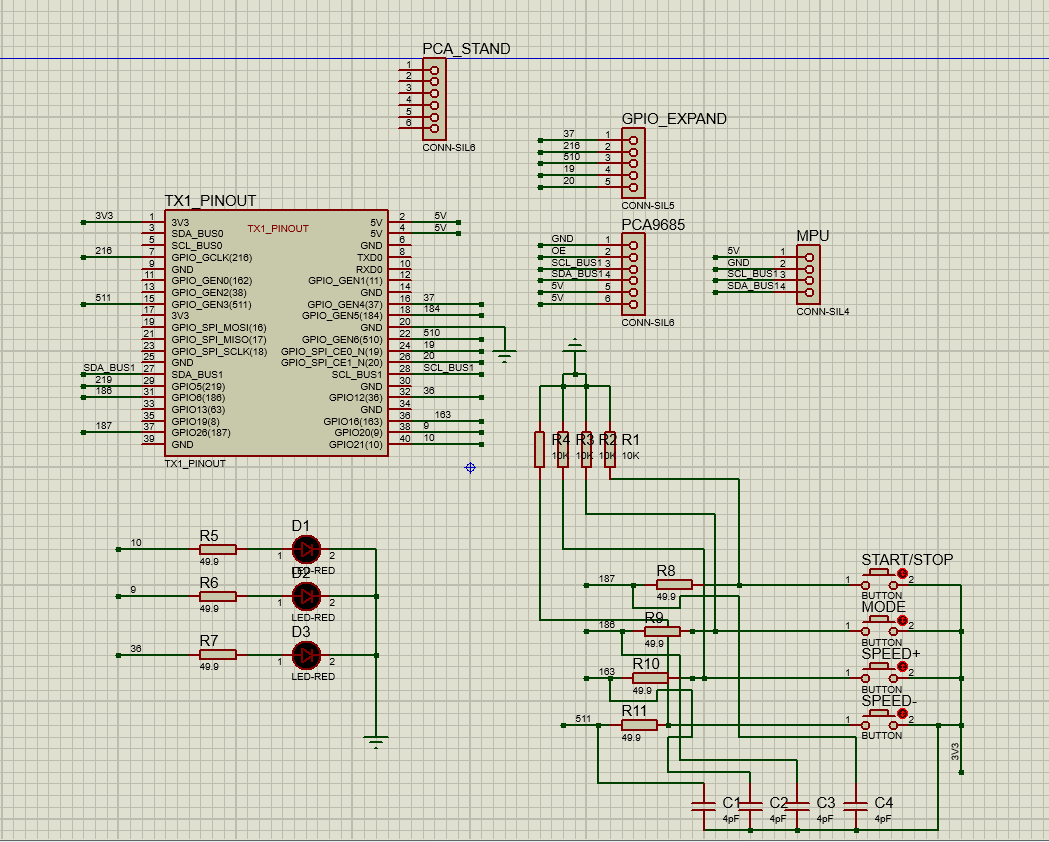 PCA_STAND
1
2
3
4
5
6
CONN-SIL6
GPIO_EXPAND
37 1
216 2
510 3
19 4
20 5
CONN-SIL5
PCA9685
GND 1
OE 2
SCL_BUS1 3
SDA_BUS1 4
5V 5
5V 6
CONN-SIL6
MPU
5V 1
GND 2
SCL_BUS1 3
SDA_BUS1 4
CONN-SIL4
TX1_PINOUT
TX1_PINOUT
3V3 1 3V3 5V 2 5V
3 SDA_BUS0 5V 4 5V
5 SCL_BUS0 GND 6
216 7 GPIO_GCLK(216) TXD0 8
9 GND RXD0 10
11 GPIO_GEN0(162) GPIO_GEN1(11) 12
13 GPIO_GEN2(38) GND 14
511 15 GPIO_GEN3(511) GPIO_GEN4(37) 16 37
17 3V3 GPIO_GEN5(184) 18 184
19 GPIO_SPI_MOSI(16) GND 20
21 GPIO_SPI_MISO(17) GPIO_GEN6(510) 22 510
23 GPIO_SPI_SCLK(18) GPIO_SPI_CE0_N(19) 24 19
25 GND GPIO_SPI_CE1_N(20) 26 20
SDA_BUS1 27 SDA_BUS1 SCL_BUS1 28 SCL_BUS1
219 29 GPIO5(219) GND 30
186 31 GPIO6(186) GPIO12(36) 32 36
33 GPIO13(63) GND 34
35 GPIO19(8) GPIO16(163) 36 163
187 37 GPIO26(187) GPIO20(9) 38 9
39 GND GPIO21(10) 40 10
TX1_PINOUT
R4 R3 R2 R1
10K 10K 10K 10K
D1
10 R5 1 2
49.9 LED-RED
D2
9 R6 1 2
49.9 LED-RED
D3
36 R7 1 2
49.9 LED-RED
START/STOP
187 R8 1 2
49.9 BUTTON
MODE
186 R9 1 2
49.9 BUTTON
SPEED+
163 R10 1 2
49.9 BUTTON
SPEED-
511 R11 1 2
49.9 BUTTON
3V3
C1 C2 C3 C4
4pF 4pF 4pF 4pF